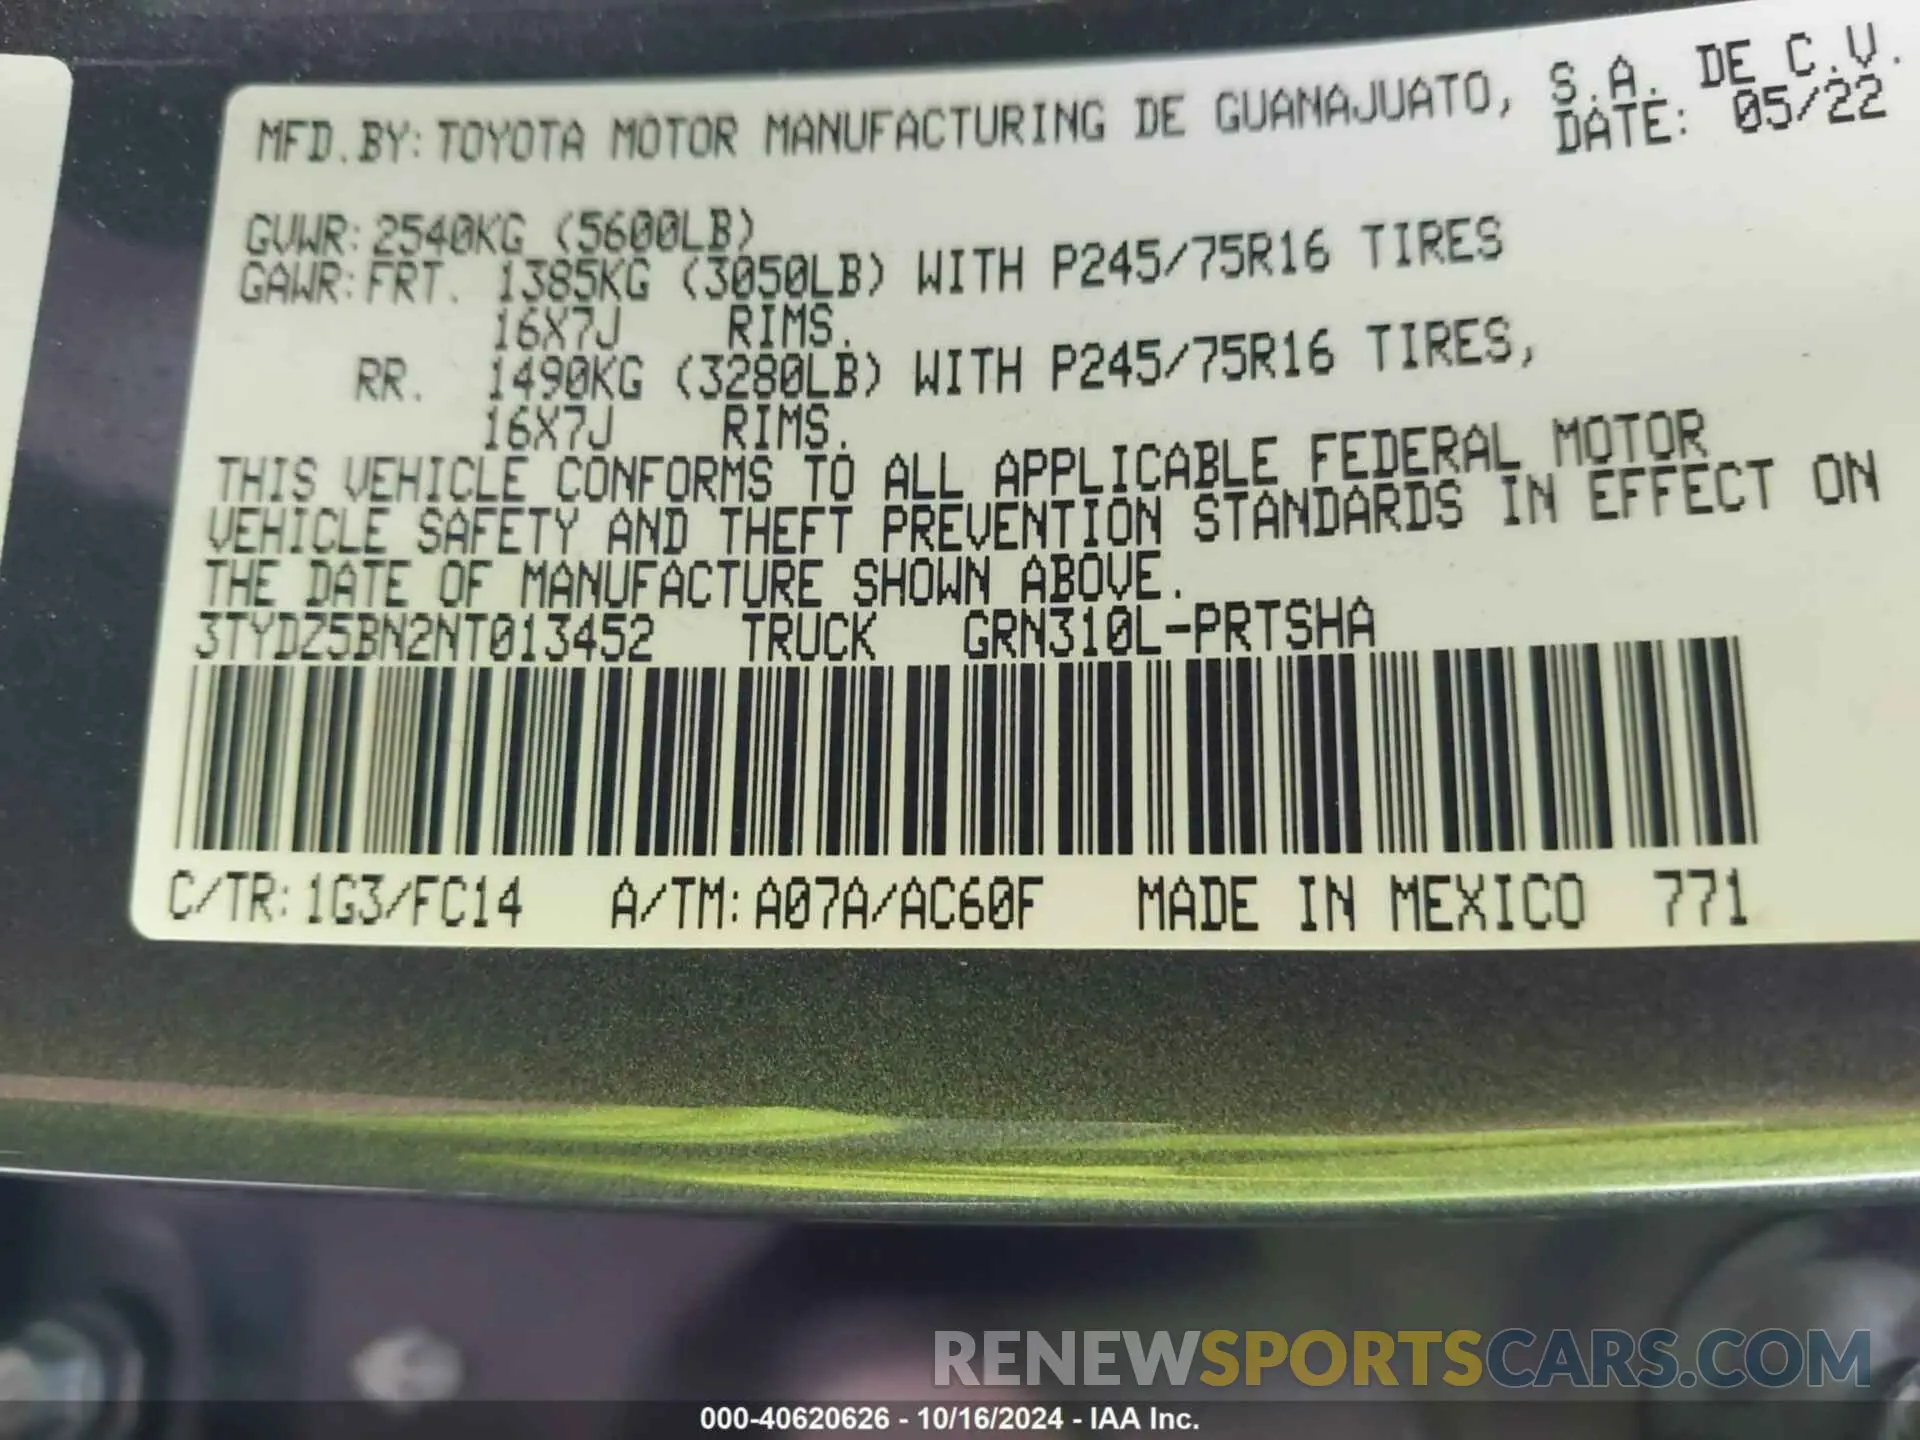 MFD.BY: TOYOTA MOTOR MANUFACTURING DE GUANAJUATO, S.A. DE C.V.
DATE: 05/22
GVWR: 2540KG (5600LB)
GAWR: FRT. 1385KG (3050LB) WITH P245/75R16 TIRES
16X7J RIMS.
RR. 1490KG (3280LB) WITH P245/75R16 TIRES,
16X7J RIMS.
THIS VEHICLE CONFORMS TO ALL APPLICABLE FEDERAL MOTOR
VEHICLE SAFETY AND THEFT PREVENTION STANDARDS IN EFFECT ON
THE DATE OF MANUFACTURE SHOWN ABOVE.
3TYDZ5BN2NT013452 TRUCK GRN310L-PRTSHA
C/TR: 1G3/FC14 A/TM: A07A/AC60F MADE IN MEXICO 771
RENEWSPORTSCARS.COM
000-40620626 - 10/16/2024 - IAA Inc.